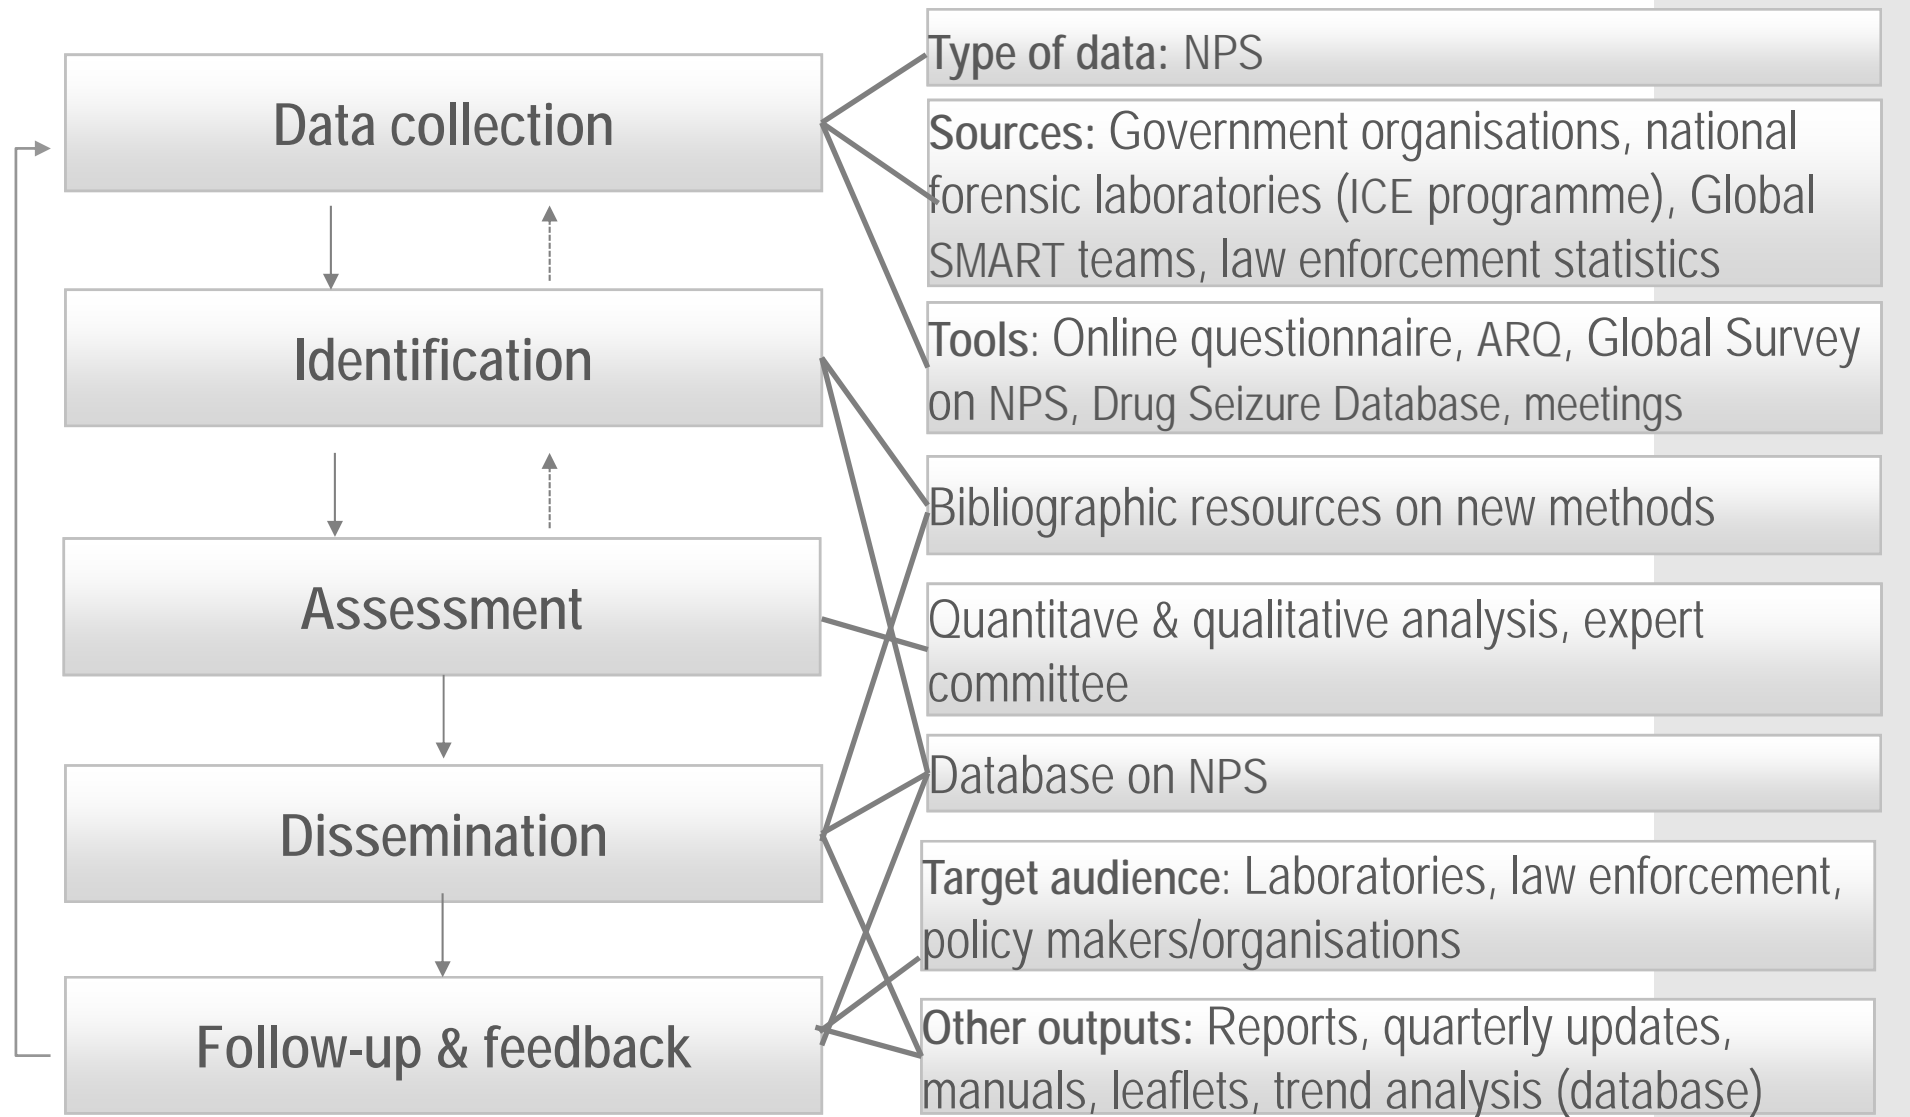 Data collection
Identification
Assessment
Dissemination
Follow-up & feedback
Type of data: NPS
Sources: Government organisations, national
forensic laboratories (ICE programme), Global
SMART teams, law enforcement statistics
Tools: Online questionnaire, ARQ, Global Survey
on NPS, Drug Seizure Database, meetings
Bibliographic resources on new methods
Quantitave & qualitative analysis, expert
committee
Database on NPS
Target audience: Laboratories, law enforcement,
policy makers/organisations
Other outputs: Reports, quarterly updates,
manuals, leaflets, trend analysis (database)